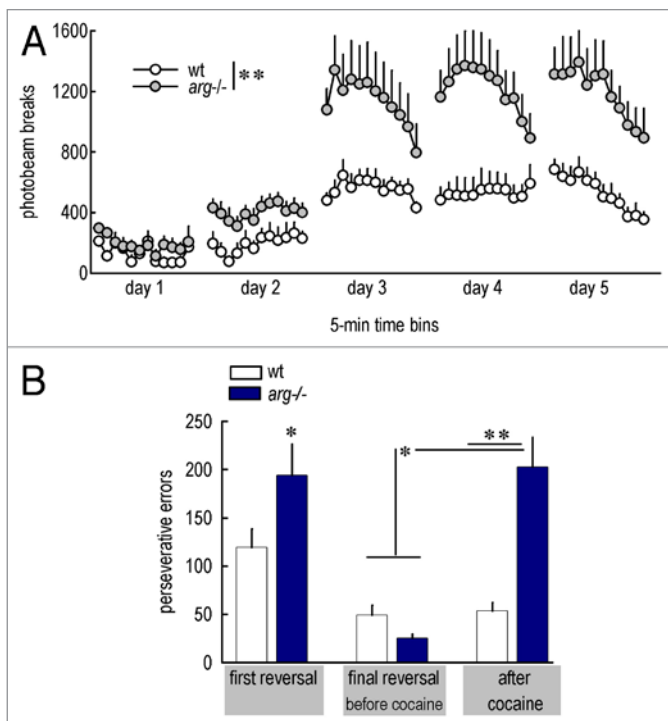 A
1600
1200
800
400
0
photobeam breaks
wt
arg-/-
**
day 1 day 2 day 3 day 4 day 5
5-min time bins
B
wt
arg-/-
250
200
150
100
50
0
perseverative errors
*
*
**
first reversal final reversal after
before cocaine cocaine